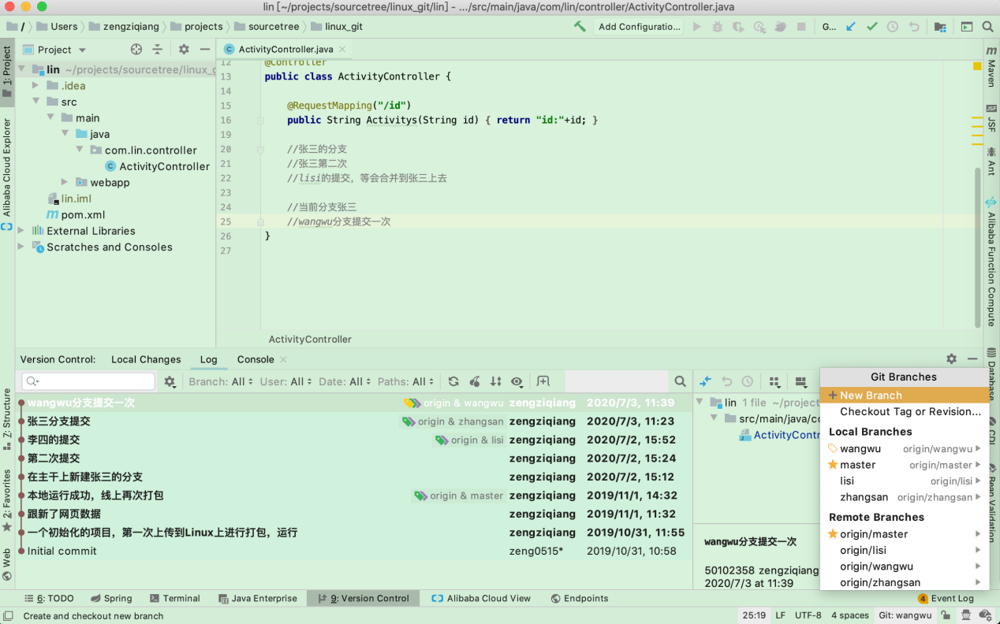 lin [~/projects/sourcetree/linux_git/lin] - .../src/main/java/com/lin/controller/ActivityController.java
/ Users zengziqiang projects sourcetree linux_git Add Configuratio... G...
Project
ActivityController.java
1: Project
Alibaba Cloud Explorer
Z: Structure
2: Favorites
Web
lin ~/projects/sourcetree/linux_g
.idea
src
main
java
com.lin.controller
ActivityController
webapp
lin.iml
pom.xml
External Libraries
Scratches and Consoles
12 @Controller
13 public class ActivityController {
14
15 @RequestMapping("/id")
16 public String Activitys(String id) { return "id:"+id; }
19
20 //张三的分支
21 //张三第二次
22 //lisi的提交，等会合并到张三上去
23
24 //当前分支张三
25 //wangwu分支提交一次
26 }
27
ActivityController
Maven
JSF
JSF
Ant
Alibaba Function Compute
Database
CDI
Bean Validation
Version Control: Local Changes Log Console
Branch: All User: All Date: All Paths: All
wangwu分支提交一次 origin & wangwu zengziqiang 2020/7/3, 11:39
张三分支提交 origin & zhangsan zengziqiang 2020/7/3, 11:23
李四的提交 origin & lisi zengziqiang 2020/7/2, 15:52
第二次提交 zengziqiang 2020/7/2, 15:24
在主干上新建张三的分支 zengziqiang 2020/7/2, 15:12
本地运行成功，线上再次打包 origin & master zengziqiang 2019/11/1, 14:32
跟新了网页数据 zengziqiang 2019/11/1, 11:32
一个初始化的项目，第一次上传到Linux上进行打包，运行 zengziqiang 2019/10/31, 11:55
Initial commit zeng0515* 2019/10/31, 10:58
lin 1 file ~/project
src/main/java/co
ActivityContr
wangwu分支提交一次
50102358 zengziqiang
2020/7/3 at 11:39
Git Branches
+ New Branch
Checkout Tag or Revision...
Local Branches
wangwu origin/wangwu
master origin/master
lisi origin/lisi
zhangsan origin/zhangsan
Remote Branches
origin/master
origin/lisi
origin/wangwu
origin/zhangsan
6: TODO Spring Terminal Java Enterprise 9: Version Control Alibaba Cloud View Endpoints 4 Event Log
Create and checkout new branch 25:19 LF UTF-8 4 spaces Git: wangwu